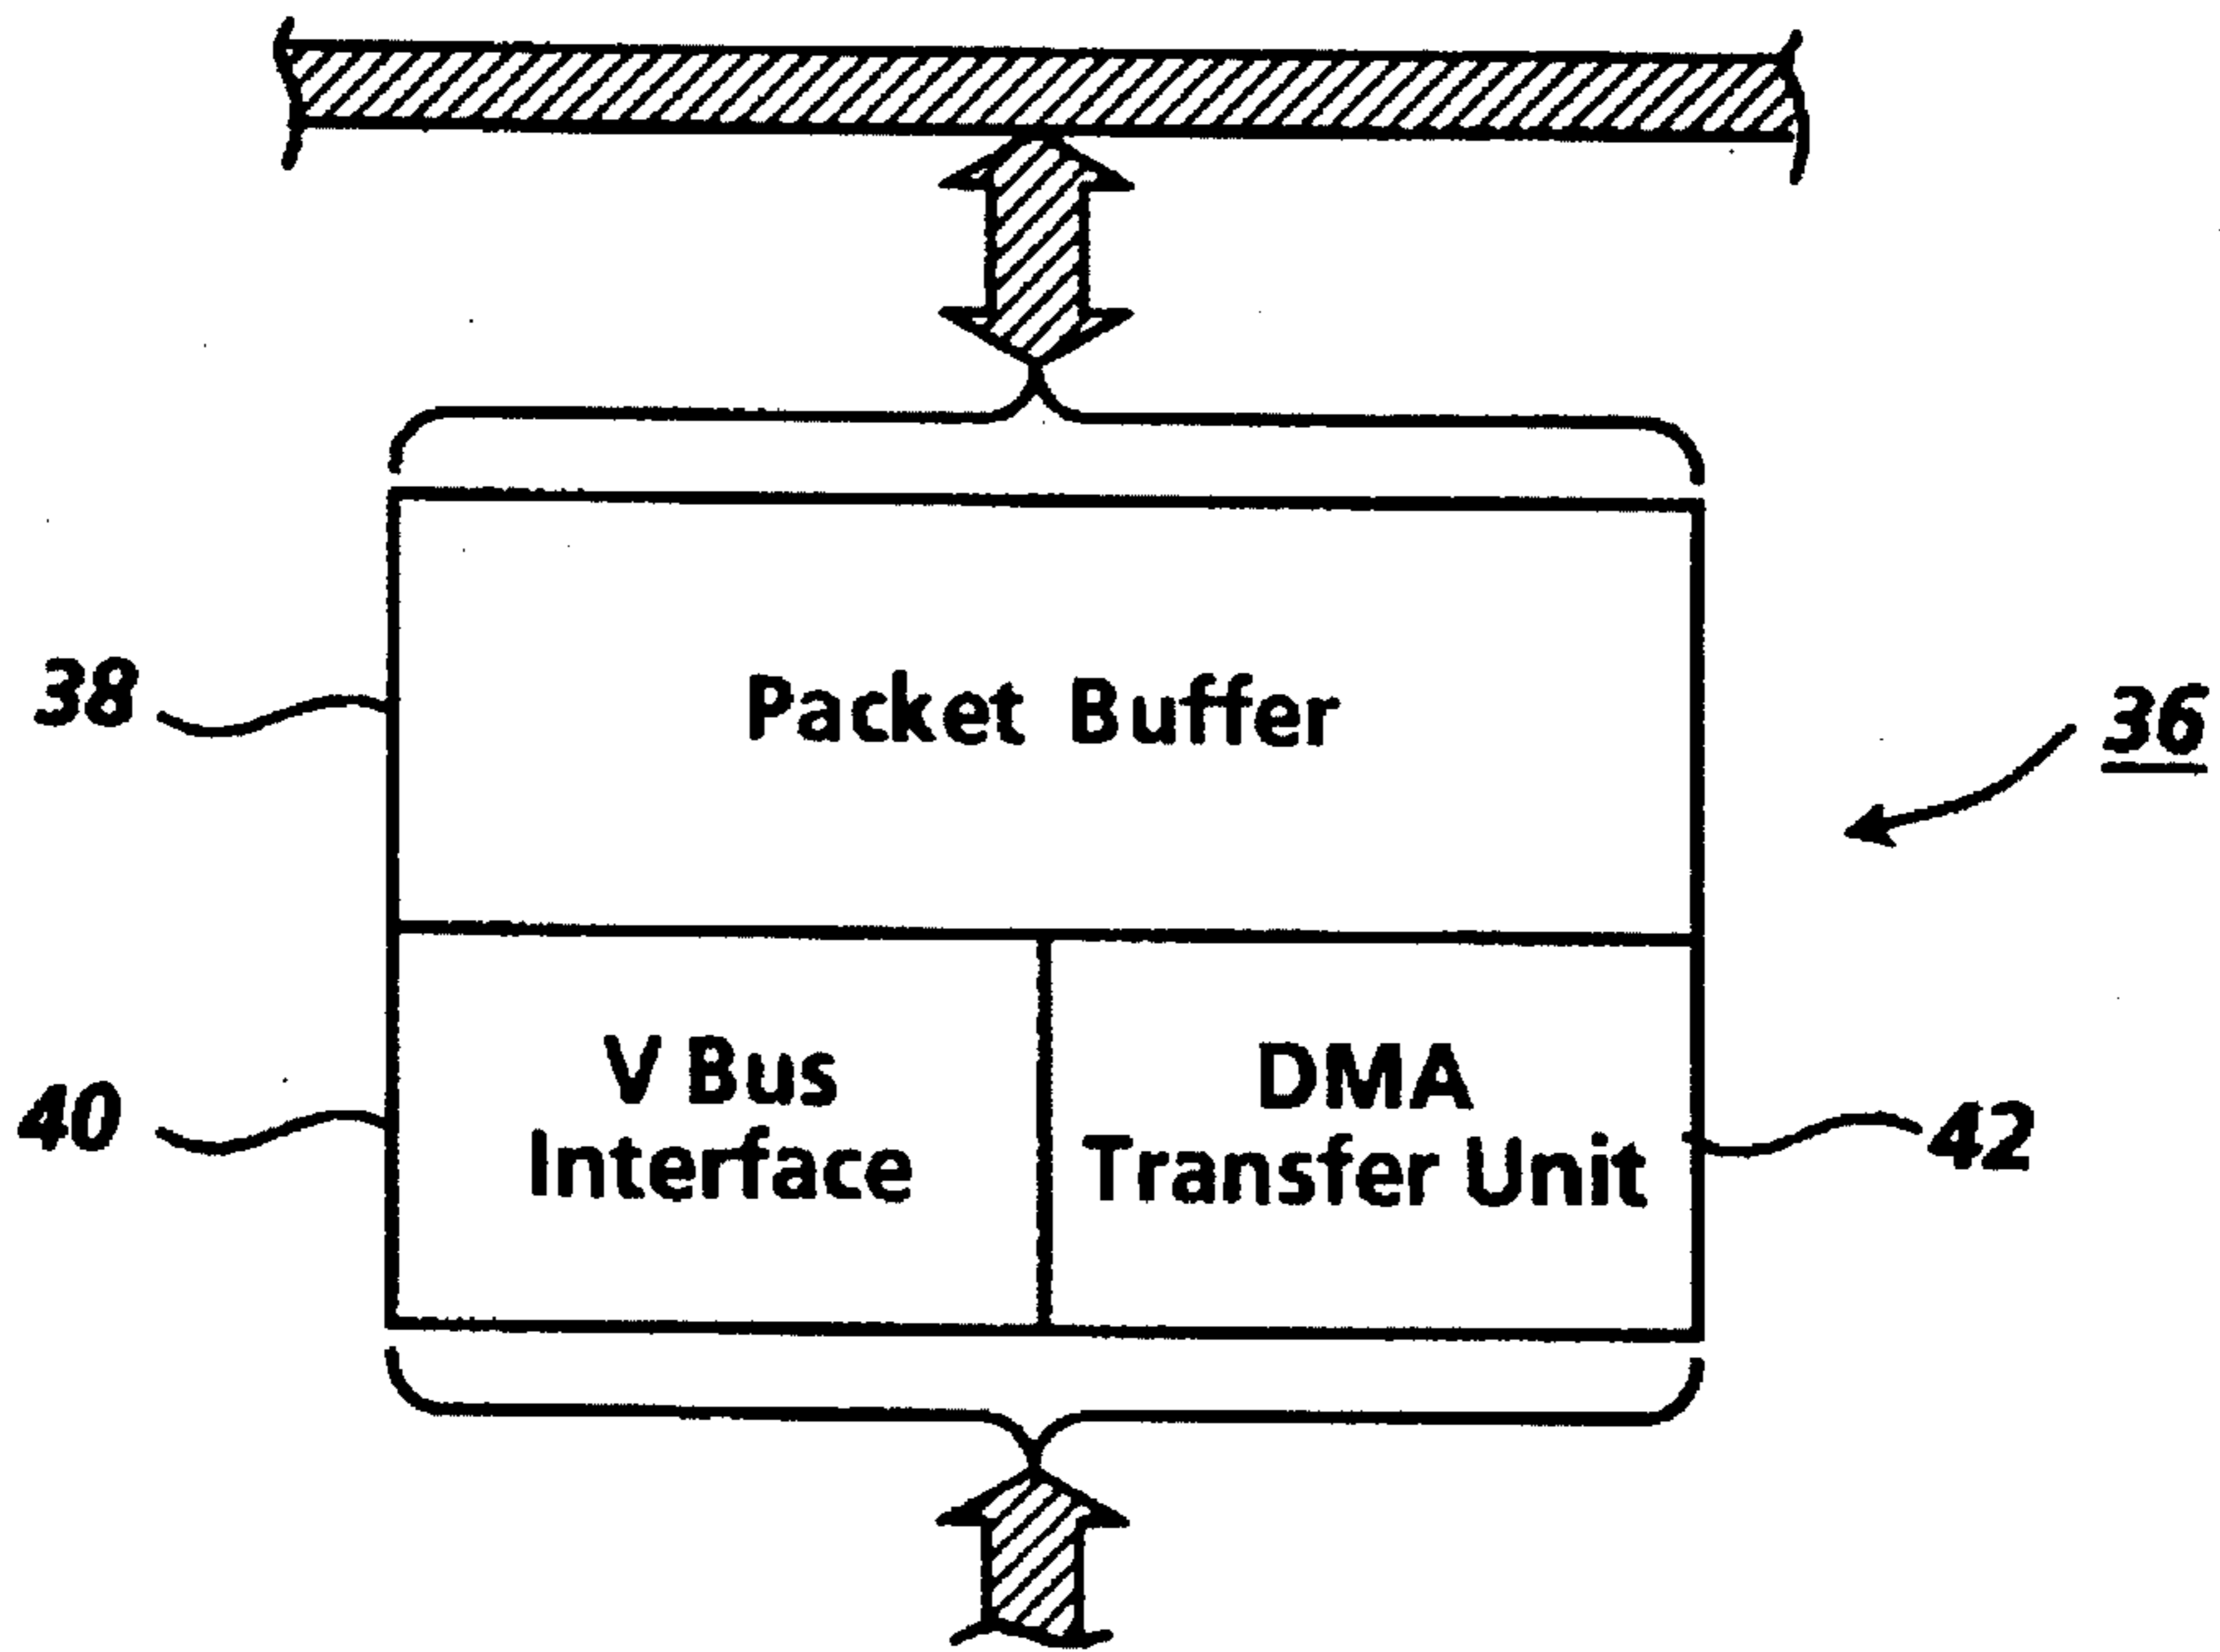 Packet Buffer
38
36
V Bus
Interface
DMA
Transfer Unit
40
42